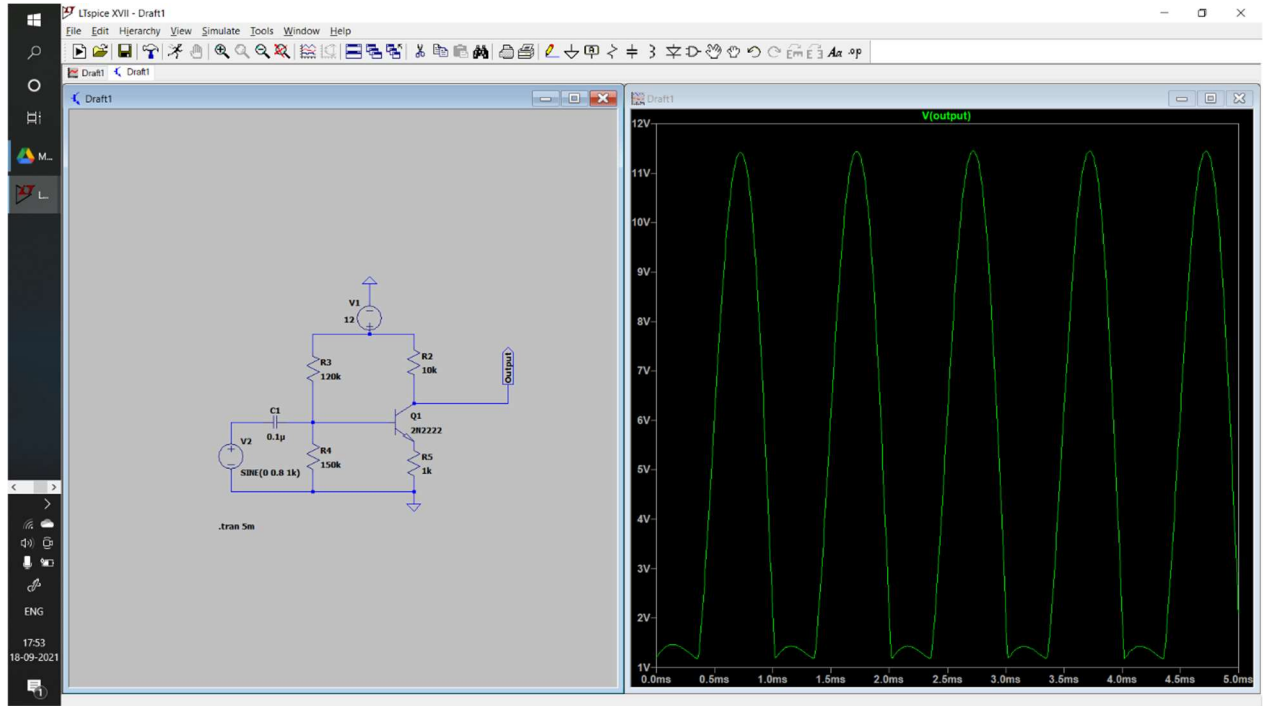 LTspice XVII - Draft1
File Edit Hierarchy View Simulate Tools Window Help
Aa .op
Draft1 Draft1
Draft1
Draft1
M...
L...
ENG
17:53
18-09-2021
1
V1
12
R3
120k
R2
10k
Output
C1
0.1µ
Q1
2N2222
V2
SINE(0 0.8 1k)
R4
150k
R5
1k
.tran 5m
V(output)
12V
11V
10V
9V
8V
7V
6V
5V
4V
3V
2V
1V
0.0ms 0.5ms 1.0ms 1.5ms 2.0ms 2.5ms 3.0ms 3.5ms 4.0ms 4.5ms 5.0ms